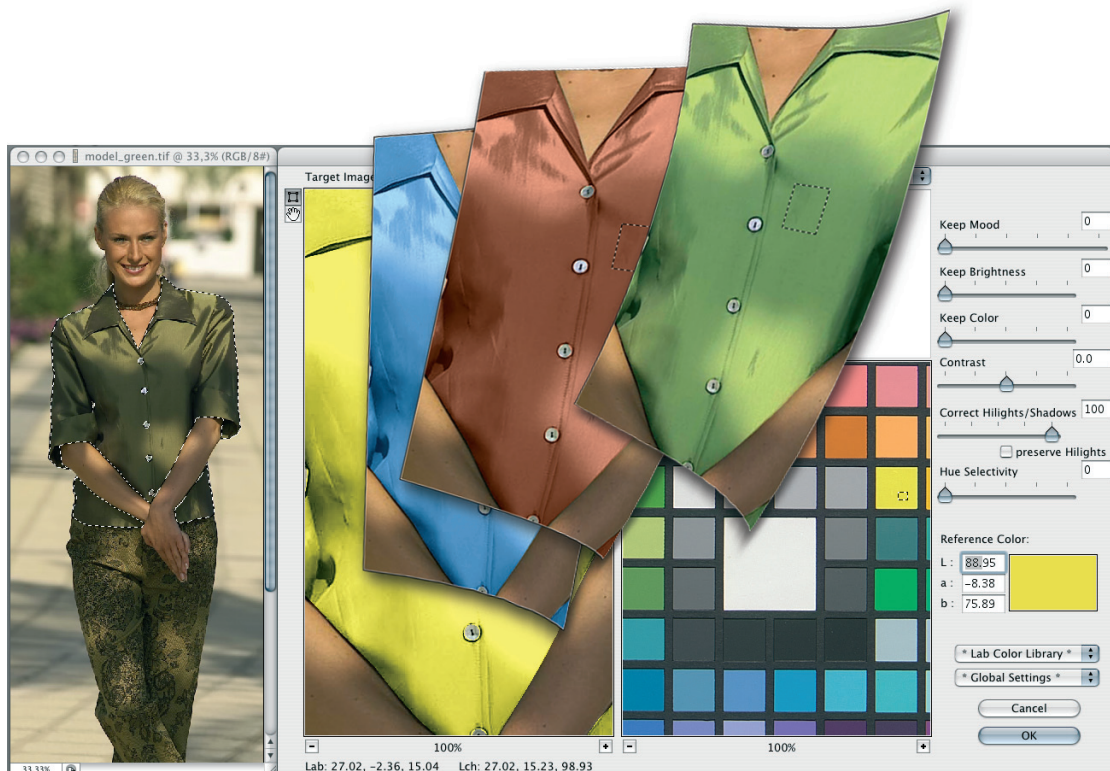 model_green.tif @ 33,3% (RGB/8#)
Target Image
Keep Mood
0
Keep Brightness
0
Keep Color
0
Contrast
0.0
Correct Hilights/Shadows
100
preserve Hilights
Hue Selectivity
0
Reference Color:
L : 88.95
a : -8.38
b : 75.89
* Lab Color Library *
* Global Settings *
Cancel
OK
100%
100%
Lab: 27.02, -2.36, 15.04 Lch: 27.02, 15.23, 98.93
33.33%